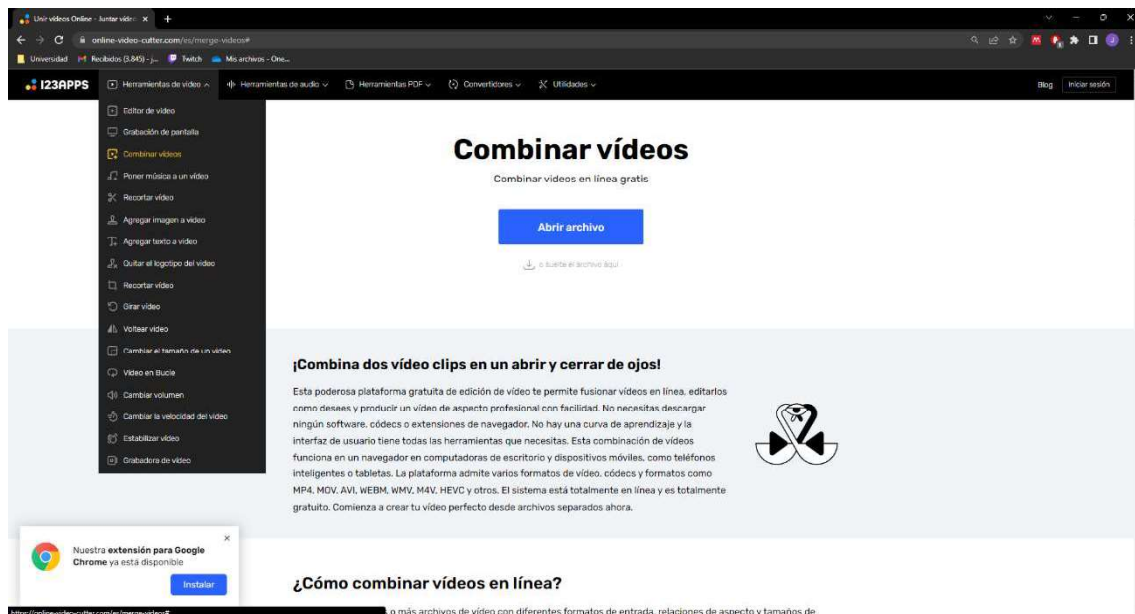 Unir vídeos Online - Juntar víde
online-video-cutter.com/es/merge-videos#
Universidad Recibidos (3.845) - j... Twitch Mis archivos - One...
123APPS Herramientas de video Herramientas de audio Herramientas PDF Convertidores Utilidades Blog Iniciar sesión
Editor de video
Grabación de pantalla
Combinar vídeos
Poner música a un vídeo
Recortar vídeo
Agregar imagen a video
Agregar texto a video
Quitar el logotipo del video
Recortar vídeo
Girar vídeo
Voltear video
Cambiar el tamaño de un video
Video en Bucle
Cambiar volumen
Cambiar la velocidad del video
Estabilizar vídeo
Grabadora de video
Combinar vídeos
Combinar videos en línea gratis
Abrir archivo
o suelte el archivo aquí
¡Combina dos vídeo clips en un abrir y cerrar de ojos!
Esta poderosa plataforma gratuita de edición de vídeo te permite fusionar vídeos en línea, editarlos
como desees y producir un vídeo de aspecto profesional con facilidad. No necesitas descargar
ningún software, códecs o extensiones de navegador. No hay una curva de aprendizaje y la
interfaz de usuario tiene todas las herramientas que necesitas. Esta combinación de vídeos
funciona en un navegador en computadoras de escritorio y dispositivos móviles, como teléfonos
inteligentes o tabletas. La plataforma admite varios formatos de vídeo, códecs y formatos como
MP4, MOV, AVI, WEBM, WMV, M4V, HEVC y otros. El sistema está totalmente en línea y es totalmente
gratuito. Comienza a crear tu vídeo perfecto desde archivos separados ahora.
Nuestra extensión para Google
Chrome ya está disponible
Instalar
¿Cómo combinar vídeos en línea?
https://online-video-cutter.com/es/merge-videos#
o más archivos de vídeo con diferentes formatos de entrada, relaciones de aspecto y tamaños de